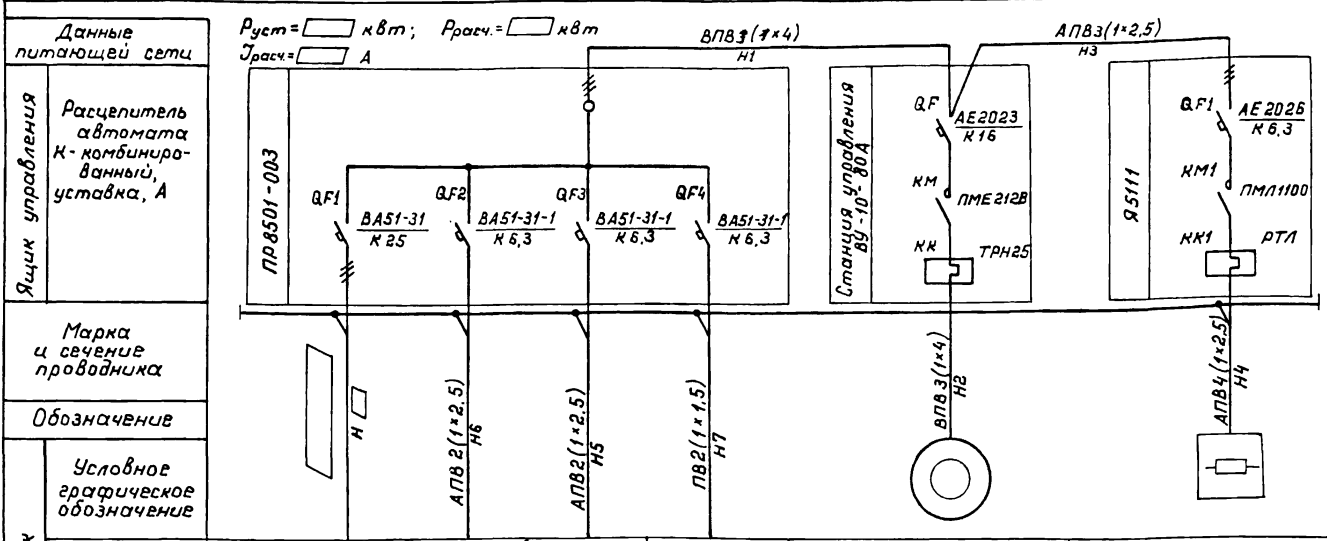 Данные
питающей сети
Ящик управления
Расцепитель
автомата
К-комбиниро-
ванный,
уставка, А
Марка
и сечение
проводника
Обозначение
Условное
графическое
обозначение
Руст= кВт; Ррасч.= кВт
Jрасч.= А
ПР8501-003
QF1
ВА51-31
К 25
QF2
ВА51-31-1
К 6,3
QF3
ВА51-31-1
К 6,3
QF4
ВА51-31-1
К 6,3
ВПВ3(1×4)
Н1
АПВ3(1×2,5)
Н3
Станция управления
ВУ-10-80А
QF
АЕ2023
К16
КМ
ПМЕ212В
КК
ТРН25
Я5111
QF1
АЕ2026
К 6,3
КМ1
ПМЛ1100
КК1
РТЛ
Н
АПВ2(1×2,5)
Н6
АПВ2(1×2,5)
Н5
ПВ2(1×1,5)
Н7
ВПВ3(1×4)
Н2
АПВ4(1×2,5)
Н4